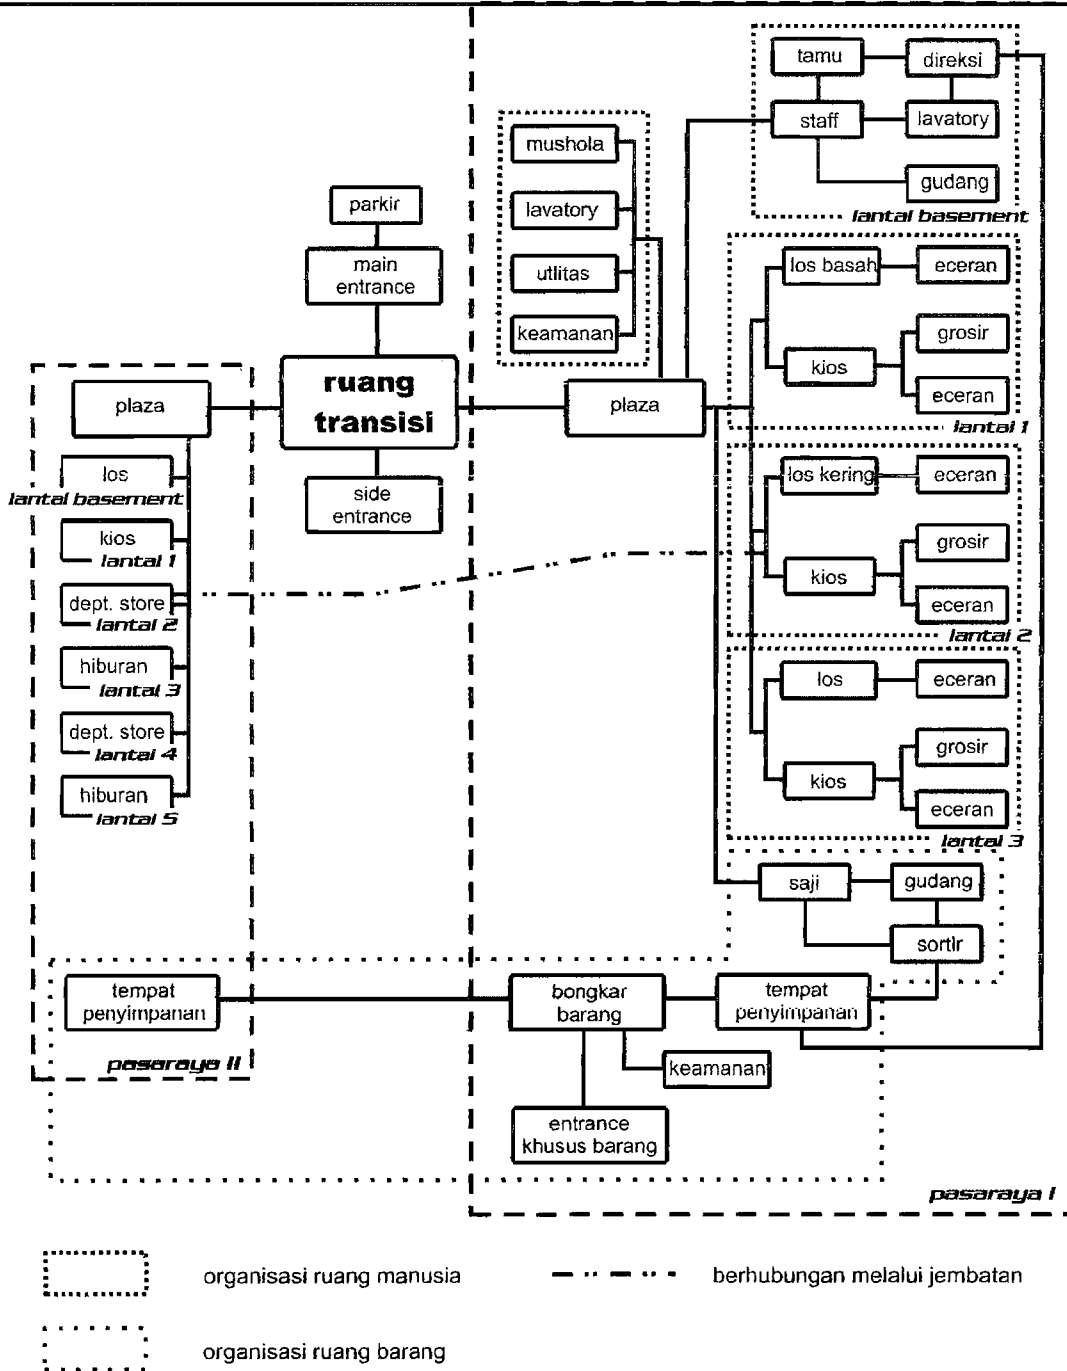 tamu
direksi
staff
lavatory
gudang
lantai basement
mushola
lavatory
utlitas
keamanan
parkir
main
entrance
ruang
transisi
side
entrance
plaza
los
lantai basement
kios
lantai 1
dept. store
lantai 2
hiburan
lantai 3
dept. store
lantai 4
hiburan
lantai 5
plaza
los basah
eceran
kios
grosir
eceran
lantai 1
los kering
eceran
kios
grosir
eceran
lantai 2
los
eceran
kios
grosir
eceran
lantai 3
saji
gudang
sortir
tempat
penyimpanan
bongkar
barang
tempat
penyimpanan
pasaraya II
keamanan
entrance
khusus barang
pasaraya I
organisasi ruang manusia
berhubungan melalui jembatan
organisasi ruang barang